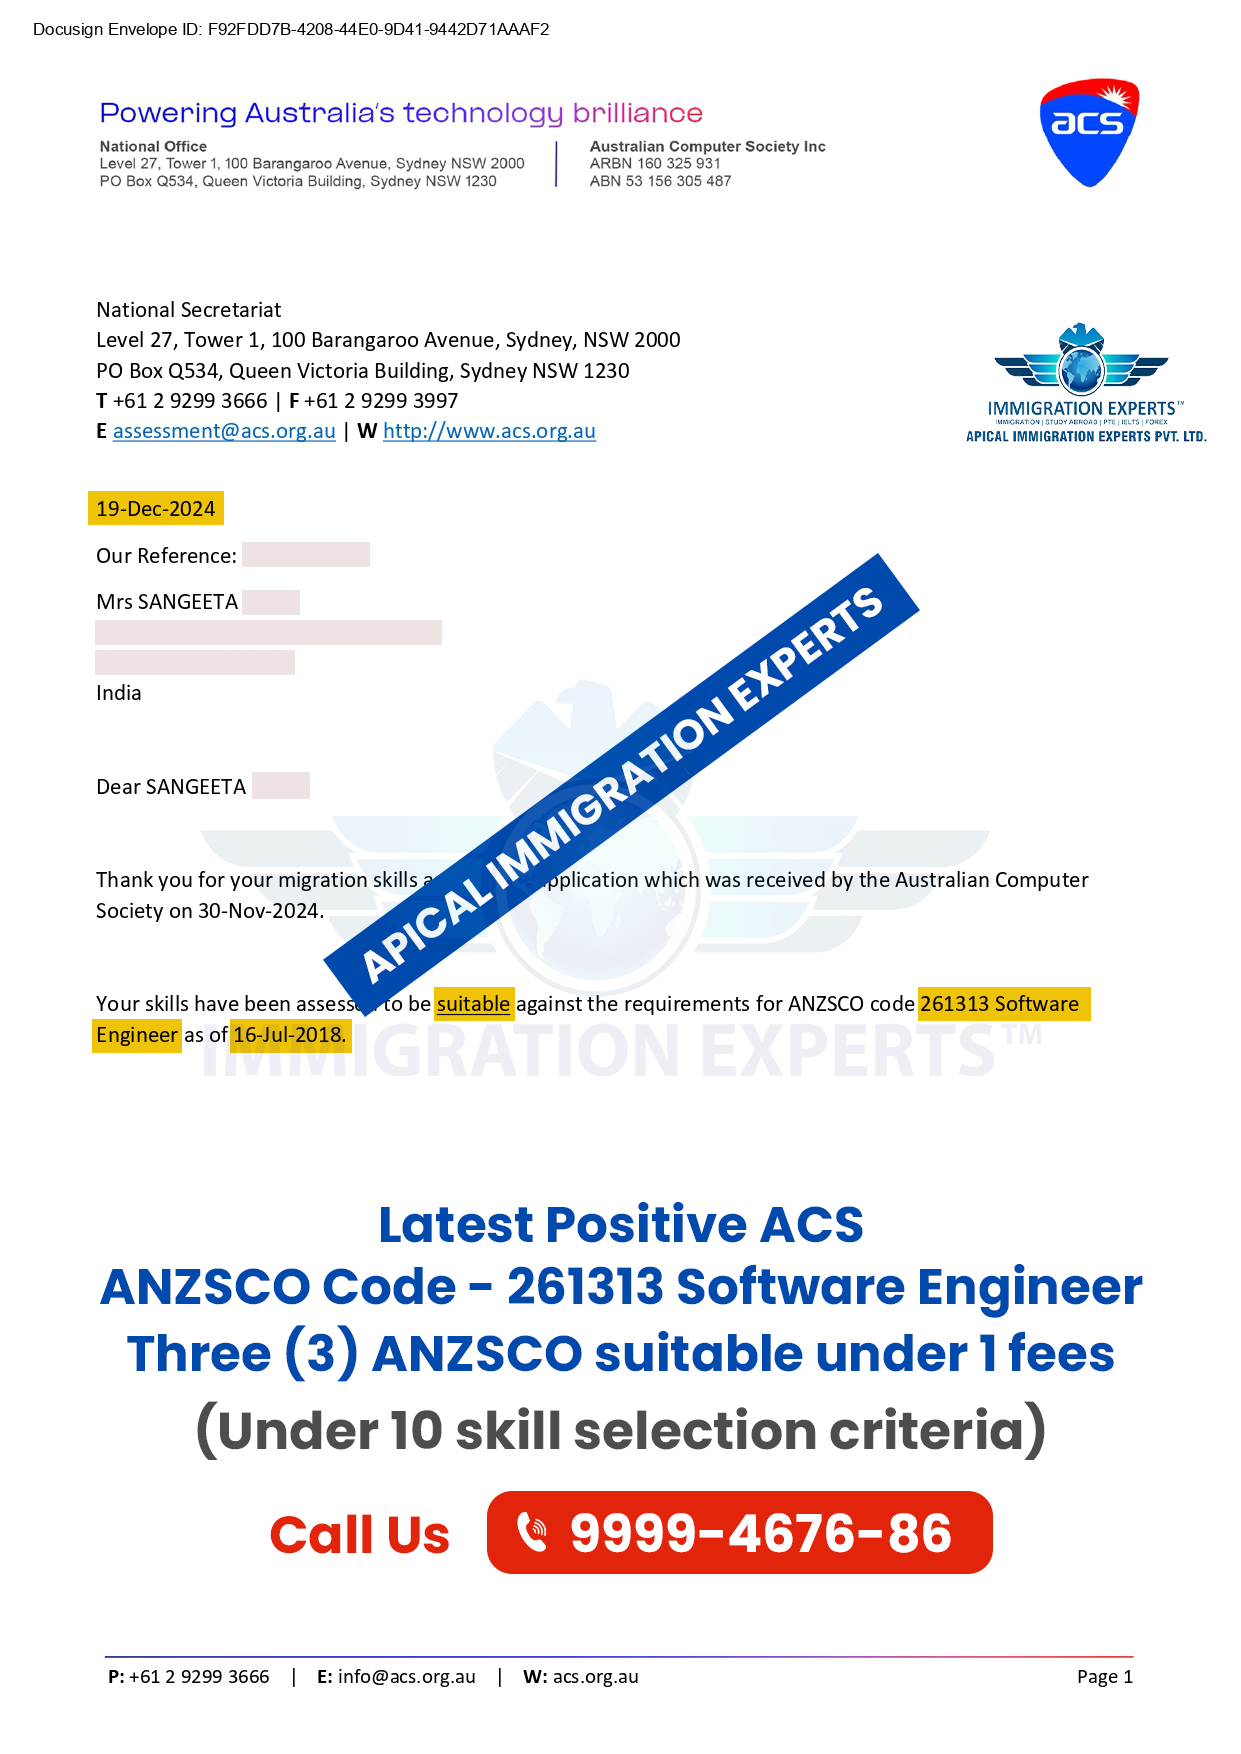 Docusign Envelope ID: F92FDD7B-4208-44E0-9D41-9442D71AAAF2
Powering Australia's technology brilliance
National Office
Level 27, Tower 1, 100 Barangaroo Avenue, Sydney NSW 2000
PO Box Q534, Queen Victoria Building, Sydney NSW 1230
Australian Computer Society Inc
ARBN 160 325 931
ABN 53 156 305 487
acs
National Secretariat
Level 27, Tower 1, 100 Barangaroo Avenue, Sydney, NSW 2000
PO Box Q534, Queen Victoria Building, Sydney NSW 1230
T +61 2 9299 3666 | F +61 2 9299 3997
E assessment@acs.org.au | W http://www.acs.org.au
IMMIGRATION EXPERTS™
IMMIGRATION | STUDY ABROAD | PTE | IELTS | FOREX
APICAL IMMIGRATION EXPERTS PVT. LTD.
19-Dec-2024
Our Reference:
Mrs SANGEETA
India
Dear SANGEETA
APICAL IMMIGRATION EXPERTS
Thank you for your migration skills application which was received by the Australian Computer
Society on 30-Nov-2024.
Your skills have been assessed to be suitable against the requirements for ANZSCO code 261313 Software
Engineer as of 16-Jul-2018.
IMMIGRATION EXPERTS™
Latest Positive ACS
ANZSCO Code - 261313 Software Engineer
Three (3) ANZSCO suitable under 1 fees
(Under 10 skill selection criteria)
Call Us 9999-4676-86
P: +61 2 9299 3666 | E: info@acs.org.au | W: acs.org.au Page 1